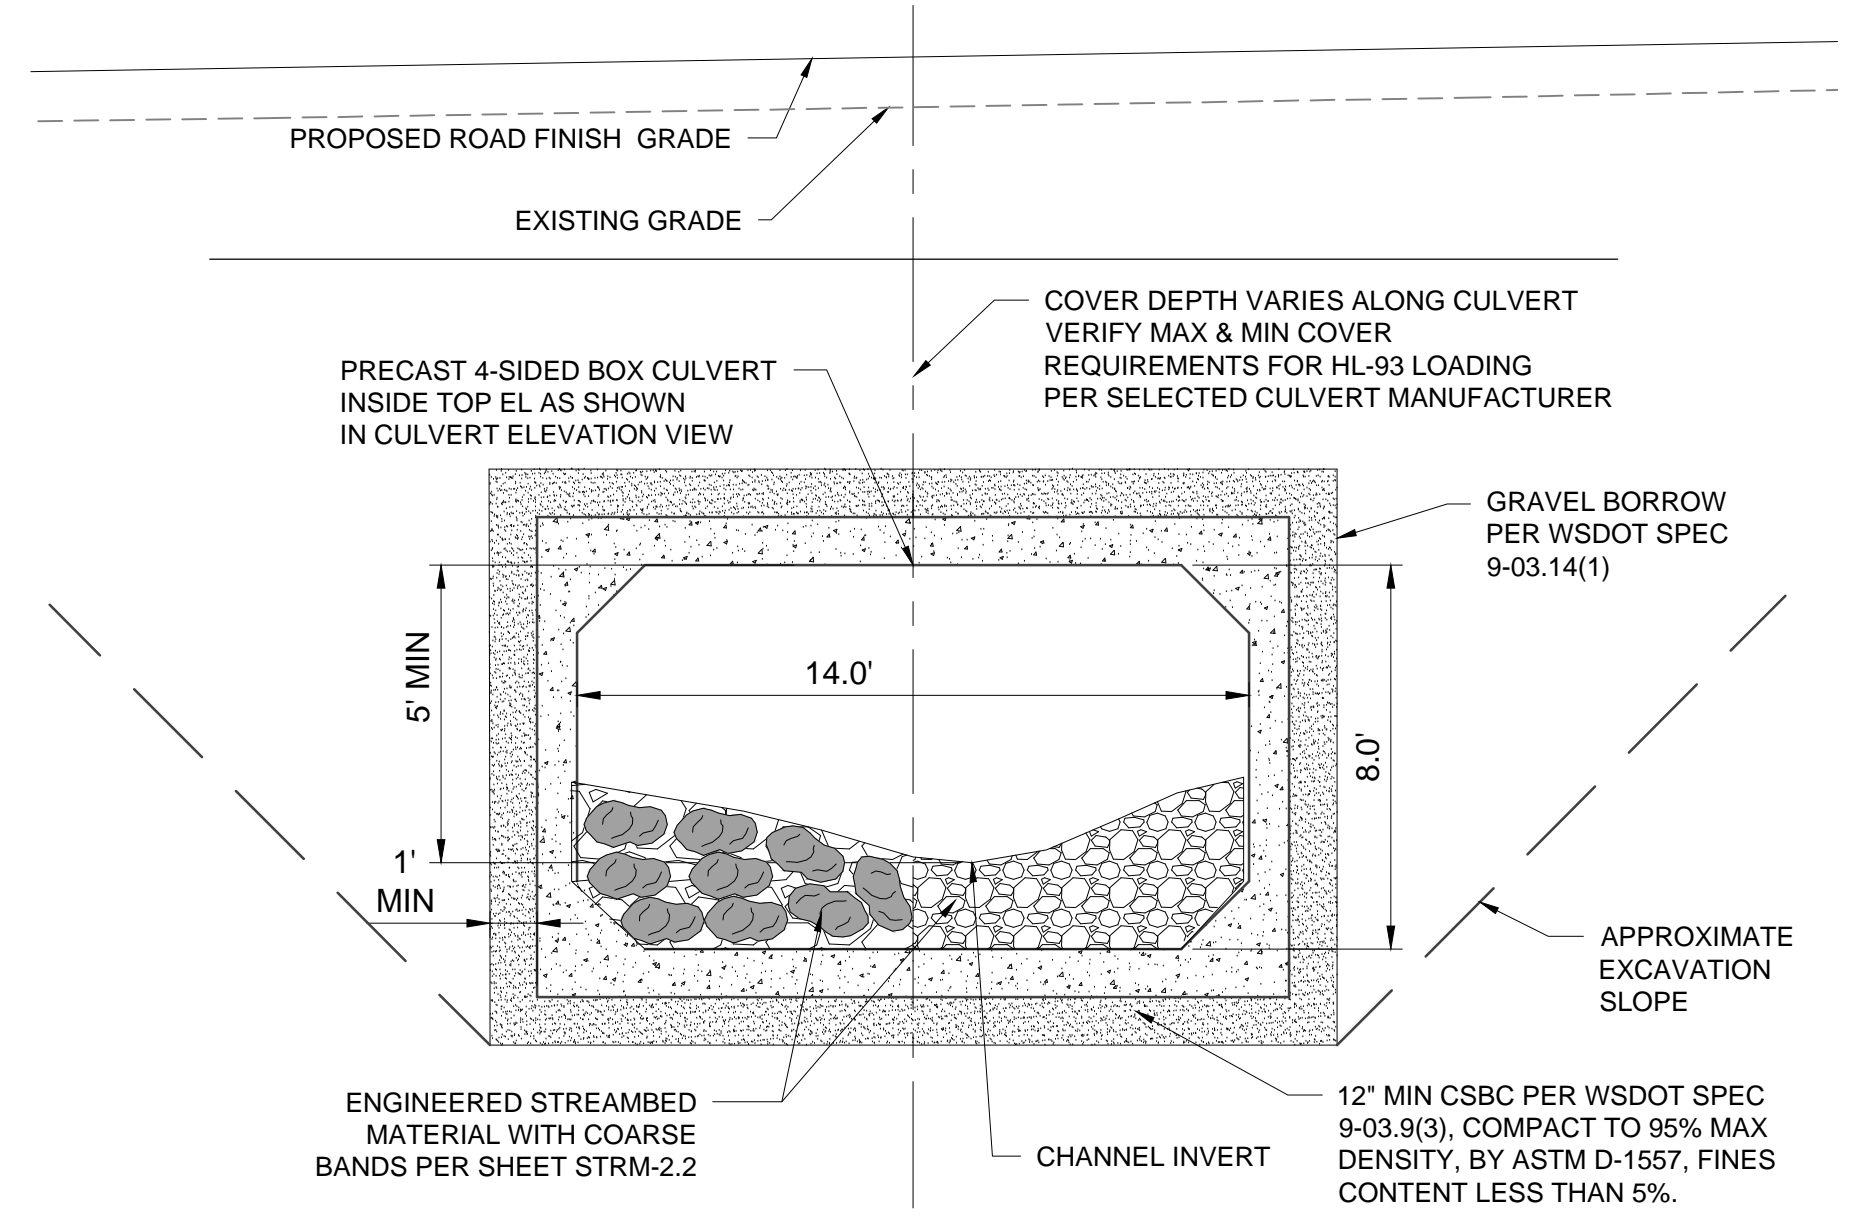 PROPOSED ROAD FINISH GRADE
EXISTING GRADE
COVER DEPTH VARIES ALONG CULVERT
VERIFY MAX & MIN COVER
REQUIREMENTS FOR HL-93 LOADING
PER SELECTED CULVERT MANUFACTURER
PRECAST 4-SIDED BOX CULVERT
INSIDE TOP EL AS SHOWN
IN CULVERT ELEVATION VIEW
GRAVEL BORROW
PER WSDOT SPEC
9-03.14(1)
5' MIN
14.0'
8.0'
1'
MIN
APPROXIMATE
EXCAVATION
SLOPE
ENGINEERED STREAMBED
MATERIAL WITH COARSE
BANDS PER SHEET STRM-2.2
CHANNEL INVERT
12" MIN CSBC PER WSDOT SPEC
9-03.9(3), COMPACT TO 95% MAX
DENSITY, BY ASTM D-1557, FINES
CONTENT LESS THAN 5%.